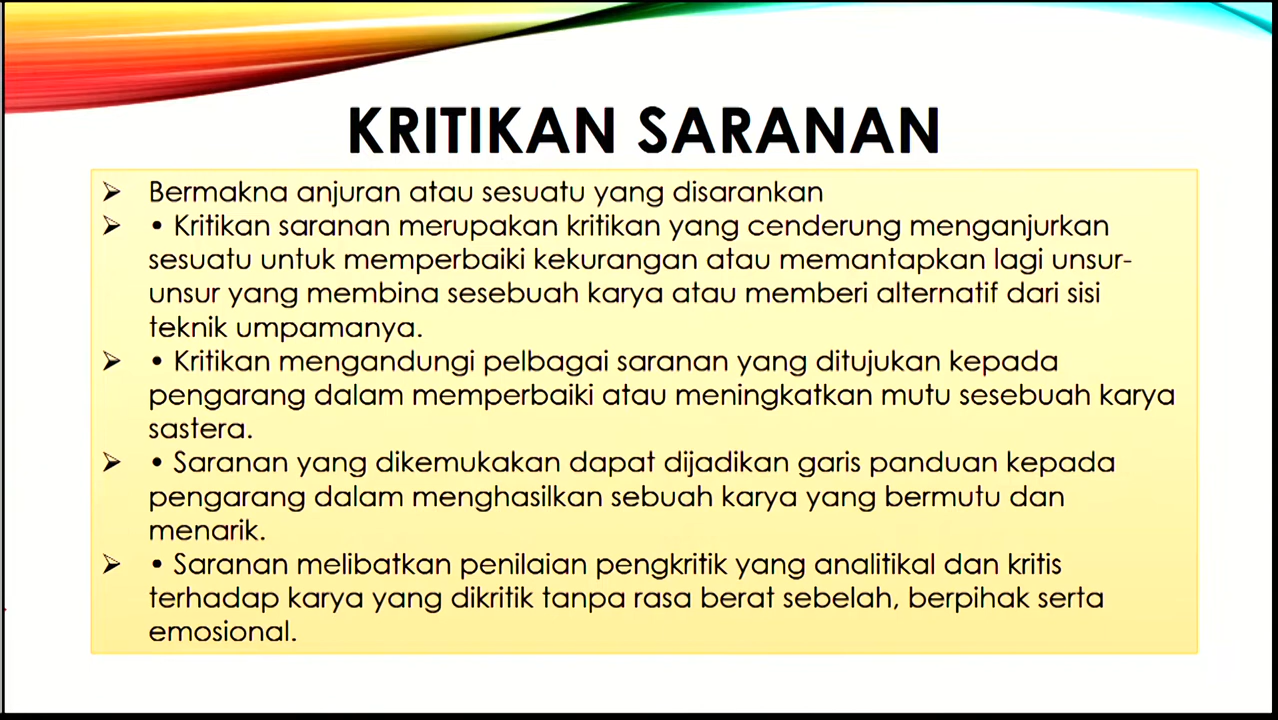 KRITIKAN SARANAN
➢ Bermakna anjuran atau sesuatu yang disarankan
➢ • Kritikan saranan merupakan kritikan yang cenderung menganjurkan
sesuatu untuk memperbaiki kekurangan atau memantapkan lagi unsur-
unsur yang membina sesebuah karya atau memberi alternatif dari sisi
teknik umpamanya.
➢ • Kritikan mengandungi pelbagai saranan yang ditujukan kepada
pengarang dalam memperbaiki atau meningkatkan mutu sesebuah karya
sastera.
➢ • Saranan yang dikemukakan dapat dijadikan garis panduan kepada
pengarang dalam menghasilkan sebuah karya yang bermutu dan
menarik.
➢ • Saranan melibatkan penilaian pengkritik yang analitikal dan kritis
terhadap karya yang dikritik tanpa rasa berat sebelah, berpihak serta
emosional.